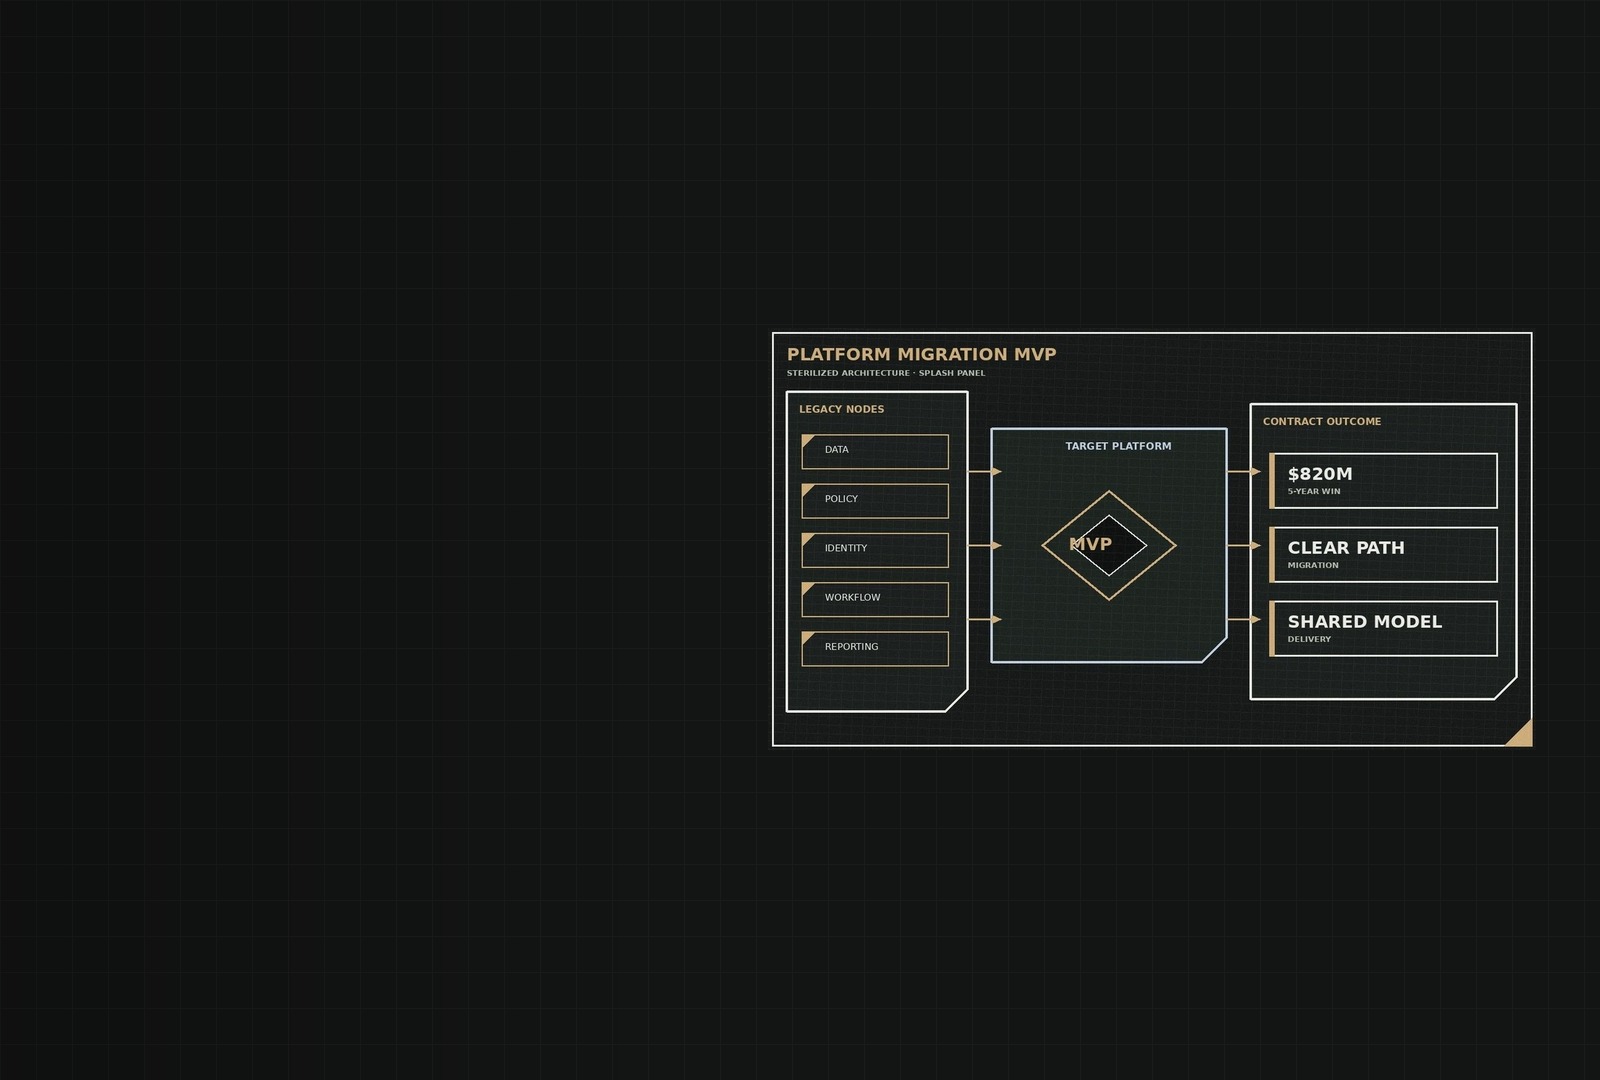 PLATFORM MIGRATION MVP
STERILIZED ARCHITECTURE · SPLASH PANEL
LEGACY NODES
DATA
POLICY
IDENTITY
WORKFLOW
REPORTING
TARGET PLATFORM
MVP
CONTRACT OUTCOME
$820M
5-YEAR WIN
CLEAR PATH
MIGRATION
SHARED MODEL
DELIVERY